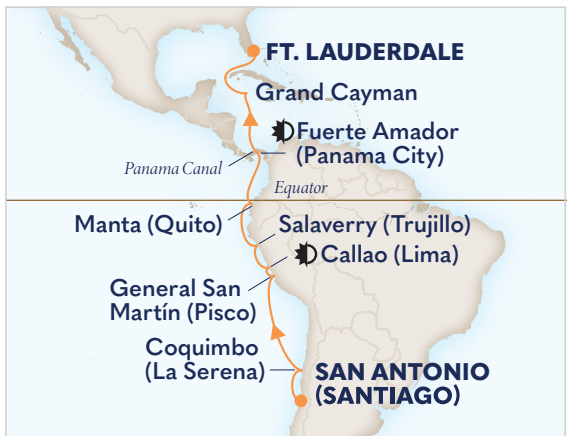 FT. LAUDERDALE
Grand Cayman
Fuerte Amador
(Panama City)
Panama Canal
Equator
Manta (Quito)
Salaverry (Trujillo)
Callao (Lima)
General San
Martín (Pisco)
Coquimbo
(La Serena)
SAN ANTONIO
(SANTIAGO)